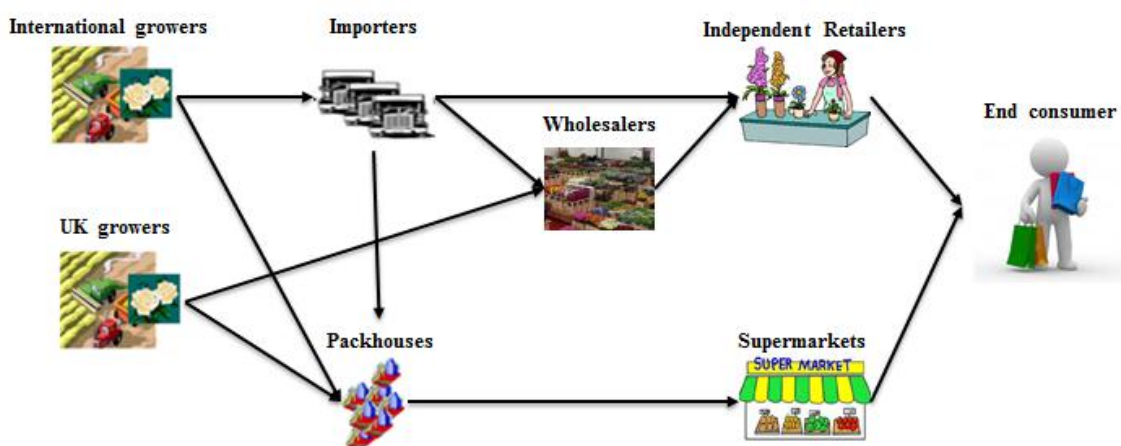 International growers
Importers
Independent Retailers
Wholesalers
End consumer
UK growers
Packhouses
Supermarkets
SUPER MARKET